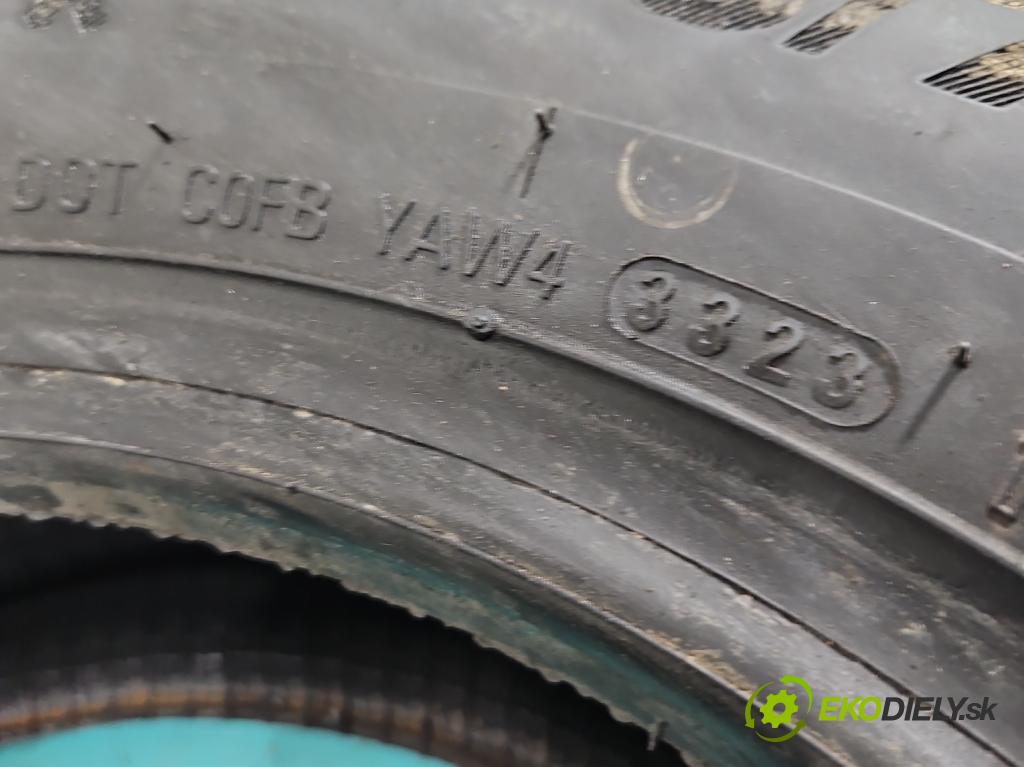 DOT C0FB YAW4 3323
EKODIELY.sk